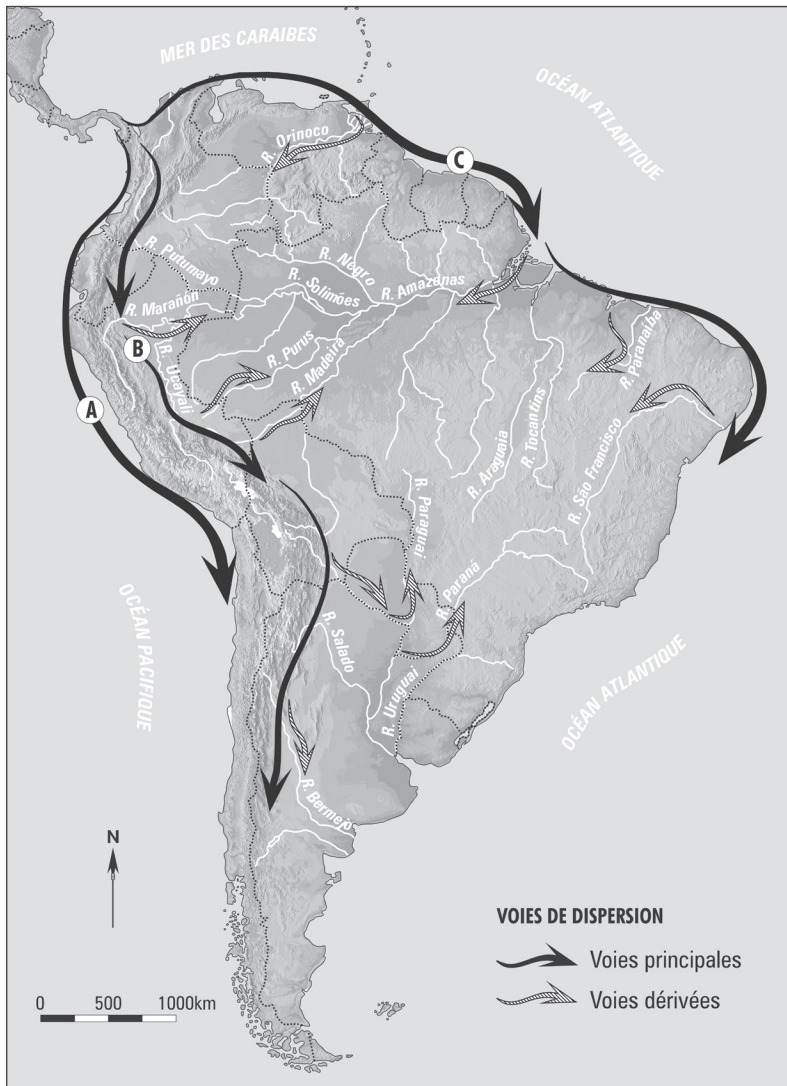 MER DES CARAIBES
OCÉAN ATLANTIQUE
R. Orinoco
C
R. Putumayo
R. Negro
R. Solimões
R. Amazonas
R. Marañón
B
R. Ucayali
R. Purus
R. Madeira
R. Paranaíba
A
R. Araguaia
R. Tocantins
R. São Francisco
R. Paraguai
R. Paraná
OCÉAN PACIFIQUE
R. Salado
R. Uruguai
OCÉAN ATLANTIQUE
R. Bermejo
N
VOIES DE DISPERSION
Voies principales
Voies dérivées
0 500 1000km